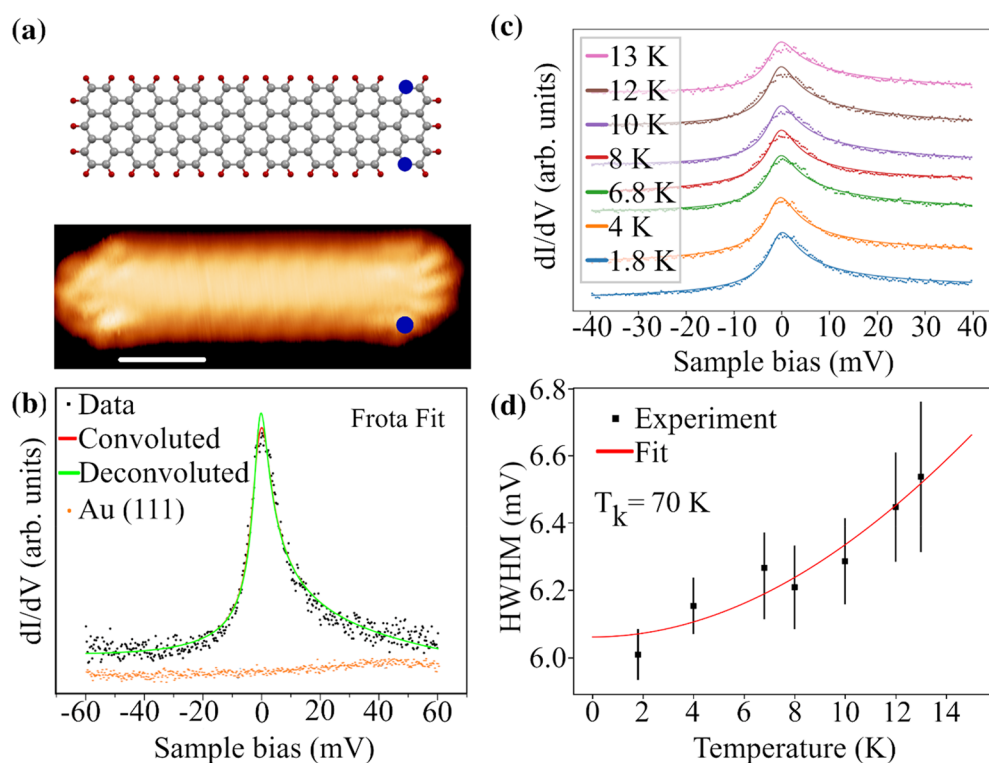 (a)
(b)
Data
Convoluted
Deconvoluted
Au (111)
Frota Fit
dI/dV (arb. units)
-60 -40 -20 0 20 40 60
Sample bias (mV)
(c)
13 K
12 K
10 K
8 K
6.8 K
4 K
1.8 K
dI/dV (arb. units)
-40 -30 -20 -10 0 10 20 30 40
Sample bias (mV)
(d)
Experiment
Fit
Tk = 70 K
HWHM (mV)
6.8
6.6
6.4
6.2
6.0
0 2 4 6 8 10 12 14
Temperature (K)